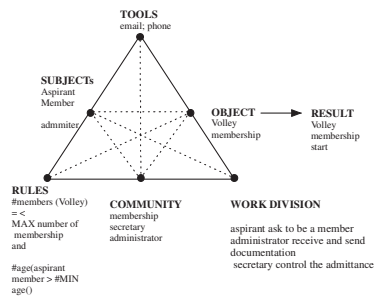 TOOLS
email; phone
SUBJECTs
Aspirant
Member
admmiter
OBJECT
Volley
membership
RESULT
Volley
membership
start
RULES
#members (Volley)
= <
MAX number of
membership
and
#age(aspirant
member > #MIN
age()
COMMUNITY
membership
secretary
administrator
WORK DIVISION
aspirant ask to be a member
administrator receive and send
documentation
secretary control the admittance